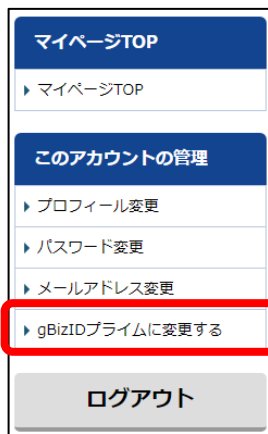 マイページTOP
マイページTOP
このアカウントの管理
プロフィール変更
パスワード変更
メールアドレス変更
gBizIDプライムに変更する
ログアウト